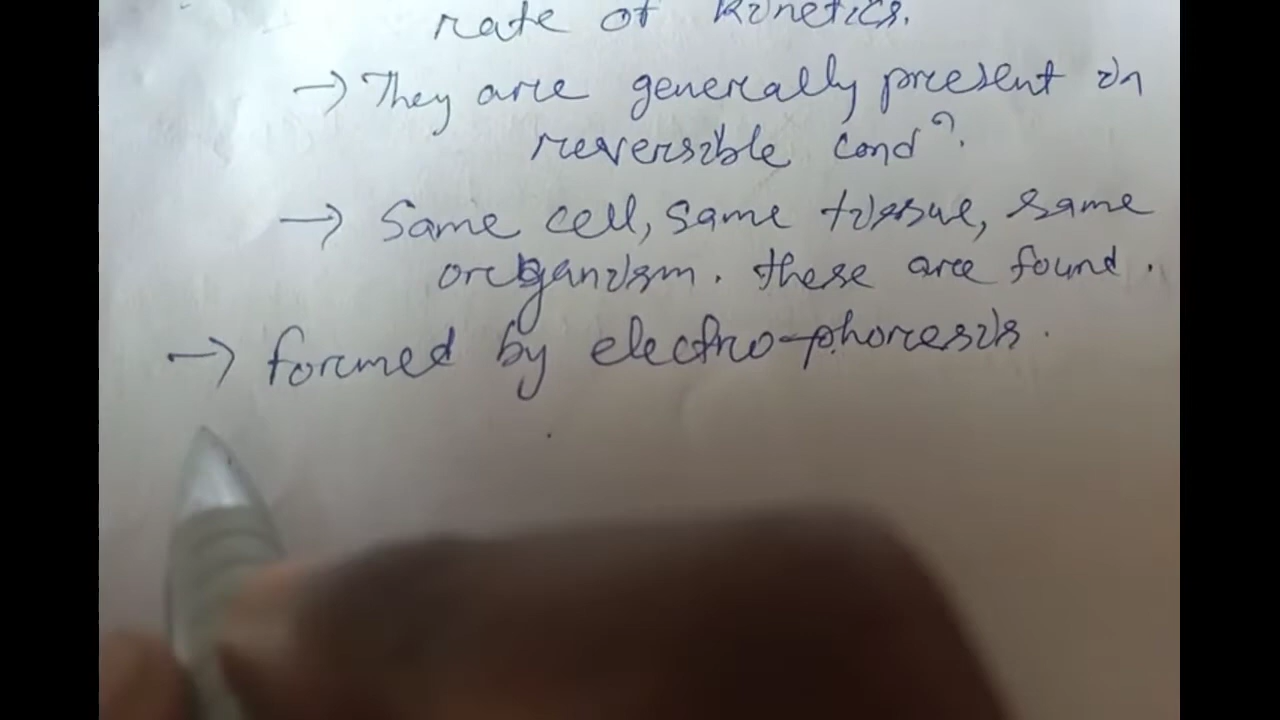 rate of kinetics.
→ They are generally present in
reversible condⁿ.
→ Same cell, same tissue, same
organism. these are found.
→ formed by electro-phoresis.